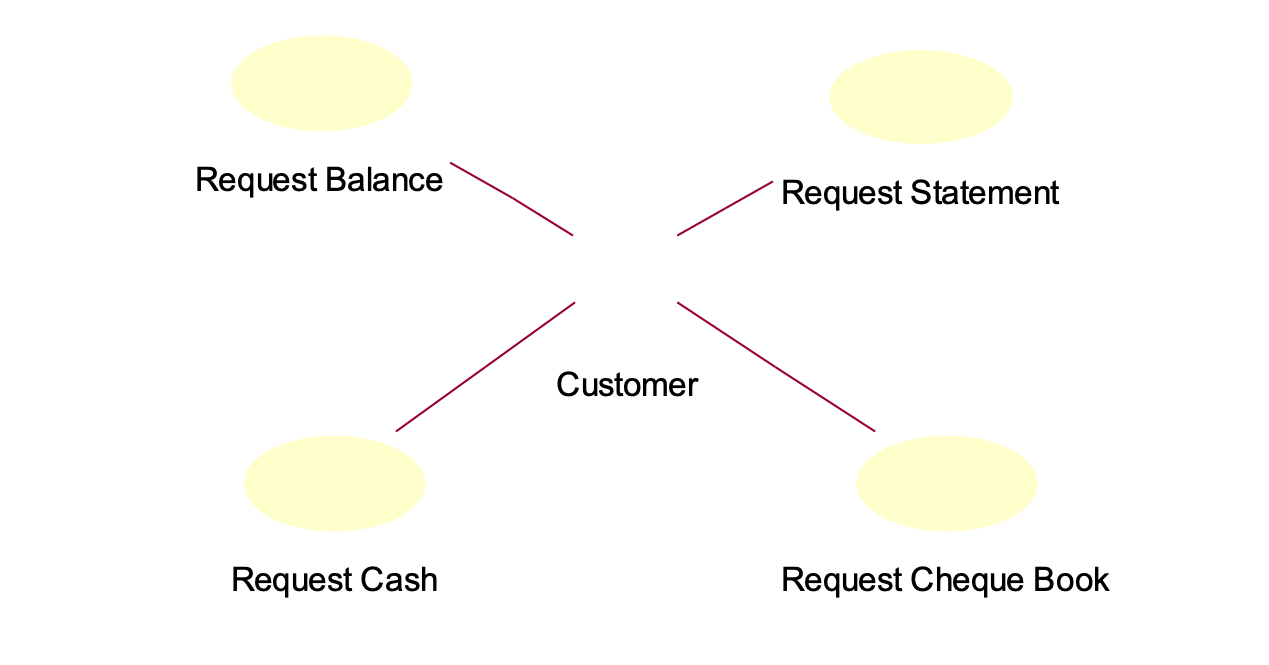 Request Balance
Request Statement
Customer
Request Cash
Request Cheque Book